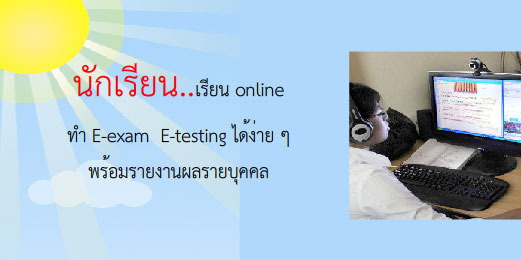 นักเรียน..เรียน online
ทำ E-exam E-testing ได้ง่าย ๆ
พร้อมรายงานผลรายบุคคล